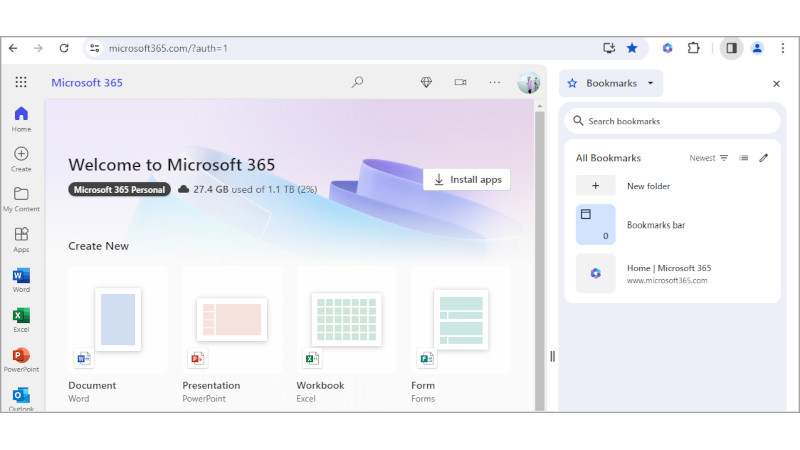 microsoft365.com/?auth=1
Microsoft 365
Bookmarks
Home
Create
My Content
Apps
Word
Excel
PowerPoint
Outlook
Welcome to Microsoft 365
Microsoft 365 Personal 27.4 GB used of 1.1 TB (2%)
Install apps
Create New
Document
Word
Presentation
PowerPoint
Workbook
Excel
Form
Forms
Search bookmarks
All Bookmarks Newest
New folder
Bookmarks bar
0
Home | Microsoft 365
www.microsoft365.com